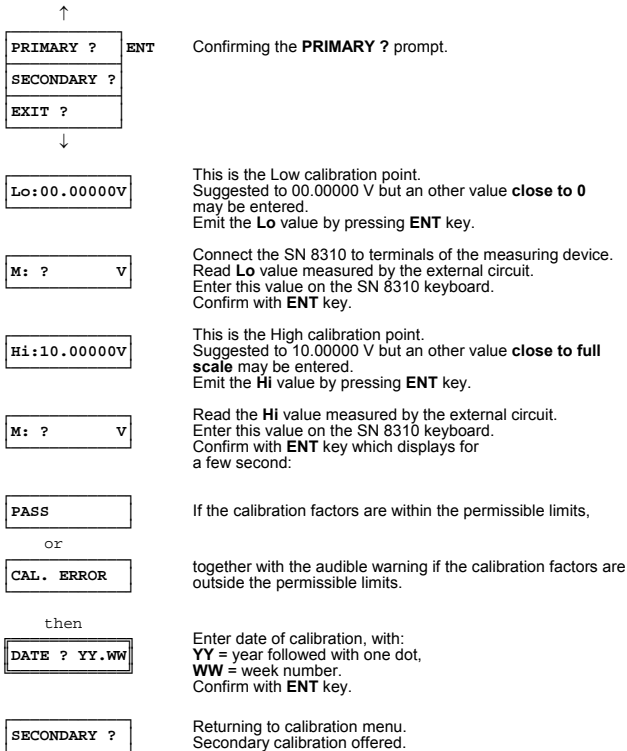 ↑
PRIMARY ? ENT Confirming the PRIMARY ? prompt.
SECONDARY ?
EXIT ?
↓
Lo:00.00000V
This is the Low calibration point.
Suggested to 00.00000 V but an other value close to 0
may be entered.
Emit the Lo value by pressing ENT key.
M: ? V
Connect the SN 8310 to terminals of the measuring device.
Read Lo value measured by the external circuit.
Enter this value on the SN 8310 keyboard.
Confirm with ENT key.
Hi:10.00000V
This is the High calibration point.
Suggested to 10.00000 V but an other value close to full
scale may be entered.
Emit the Hi value by pressing ENT key.
M: ? V
Read the Hi value measured by the external circuit.
Enter this value on the SN 8310 keyboard.
Confirm with ENT key which displays for
a few second:
PASS If the calibration factors are within the permissible limits,
or
CAL. ERROR
together with the audible warning if the calibration factors are
outside the permissible limits.
then
DATE ? YY.WW
Enter date of calibration, with:
YY = year followed with one dot,
WW = week number.
Confirm with ENT key.
SECONDARY ?
Returning to calibration menu.
Secondary calibration offered.